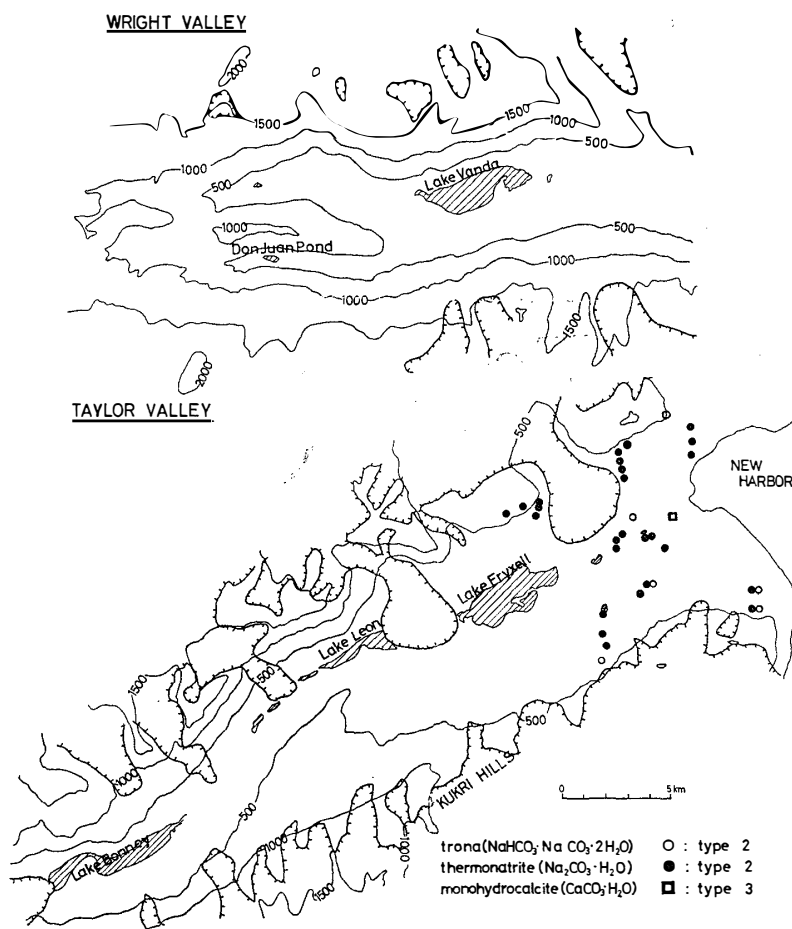 WRIGHT VALLEY
2000
1500
1500
1000
500
1000
500
Lake Vanda
1000
Don Juan Pond
500
1000
1000
1500
2000
TAYLOR VALLEY
500
NEW
HARBOR
Lake Fryxell
Lake Leon
500
1500
1000
500
500
KUKRI HILLS
1000
1000
1500
Lake Bonney
0 5 km
trona(NaHCO₃·Na CO₃·2H₂O) ○ : type 2
thermonatrite(Na₂CO₃·H₂O) ● : type 2
monohydrocalcite(CaCO₃·H₂O) □ : type 3